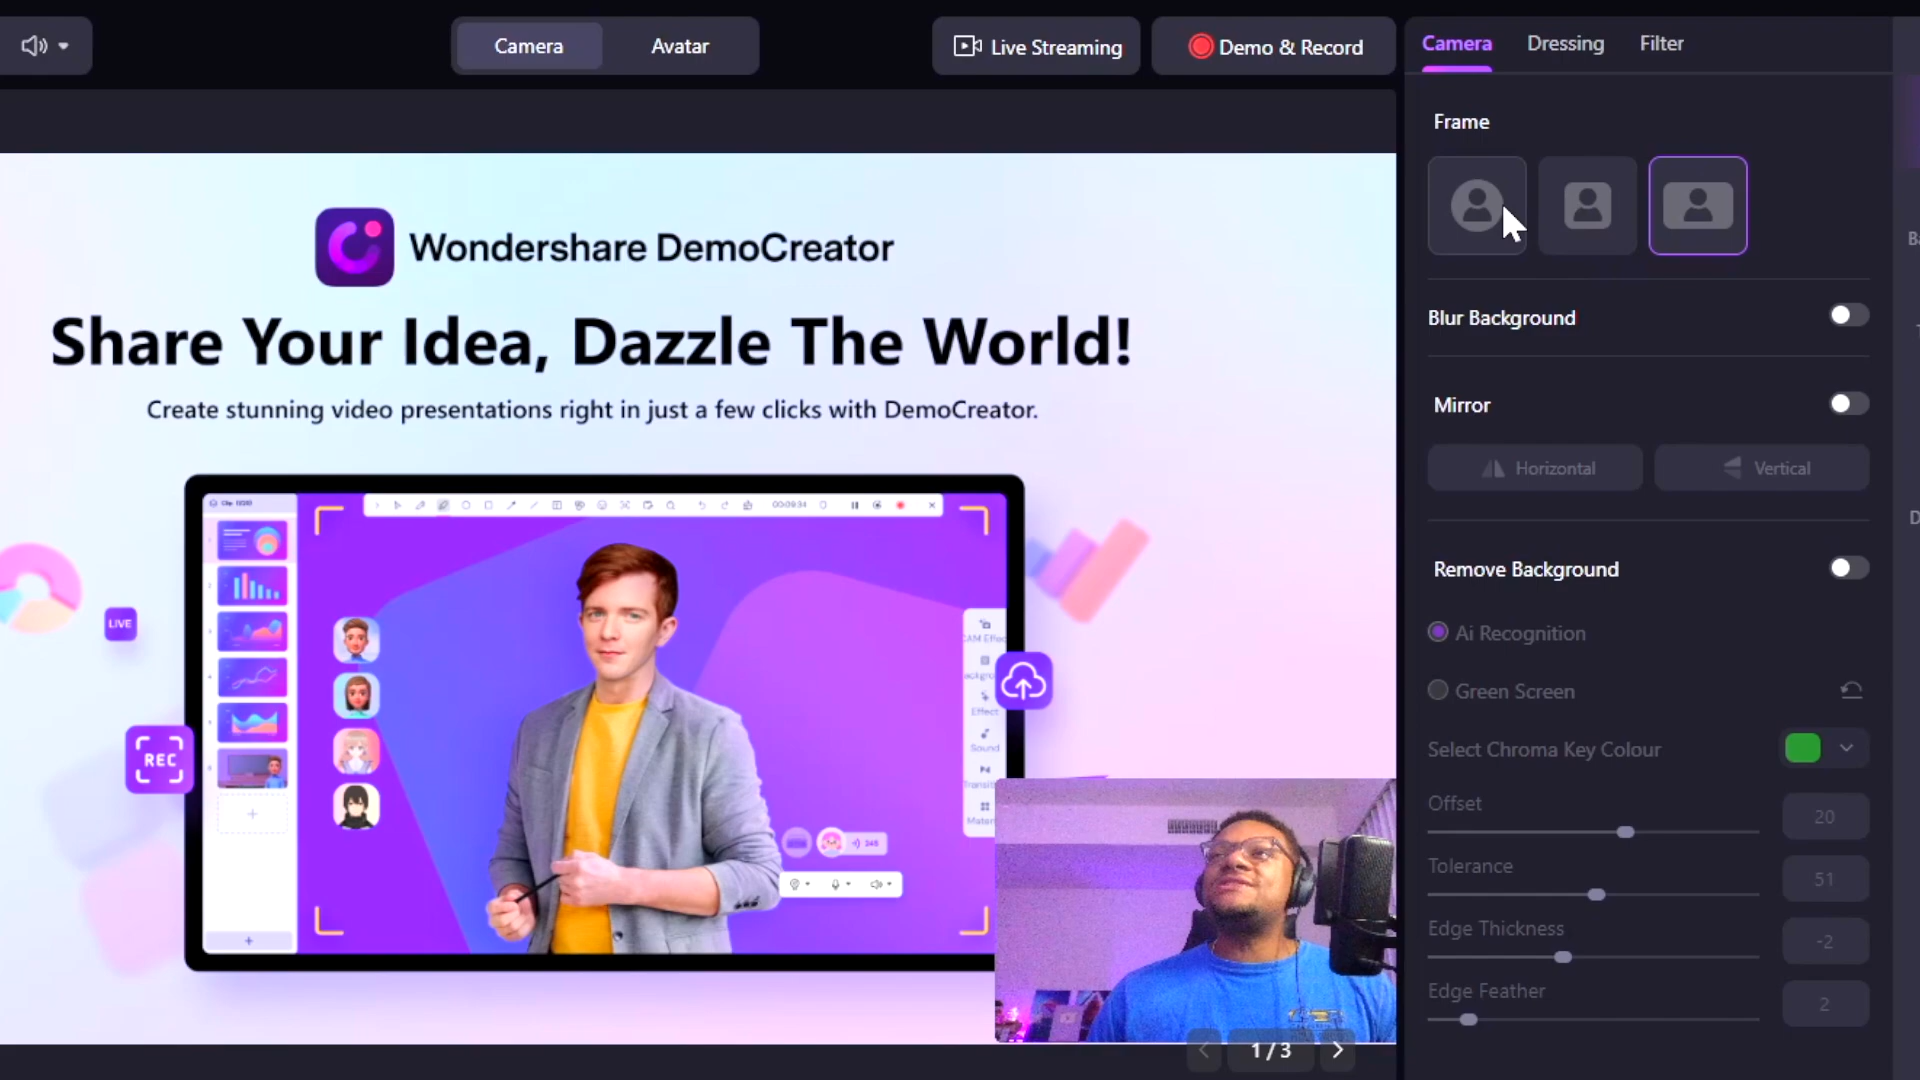 Camera
Avatar
Live Streaming
Demo & Record
Camera
Dressing
Filter
Frame
Blur Background
Mirror
Horizontal
Vertical
Remove Background
Ai Recognition
Green Screen
Select Chroma Key Colour
Offset
20
Tolerance
51
Edge Thickness
-2
Edge Feather
2
Wondershare DemoCreator
Share Your Idea, Dazzle The World!
Create stunning video presentations right in just a few clicks with DemoCreator.
LIVE
REC
Effect
Sound
1 / 3